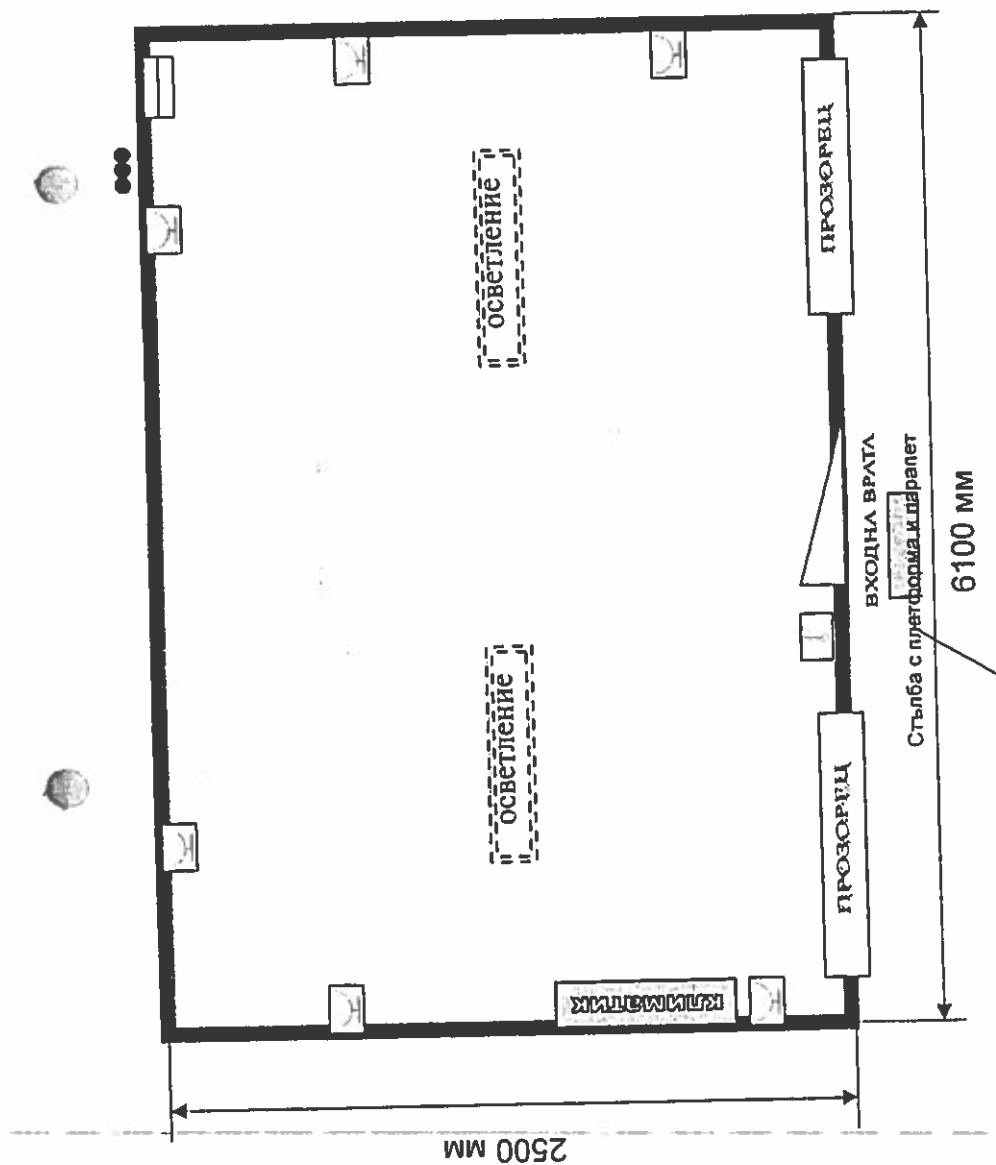 осветление
осветление
климатик
ПРОЗОРЕЦ
ВХОДНА ВРАТА
ПРОЗОРЕЦ
Стълба с платформа и парапет
6100 мм
2500 мм